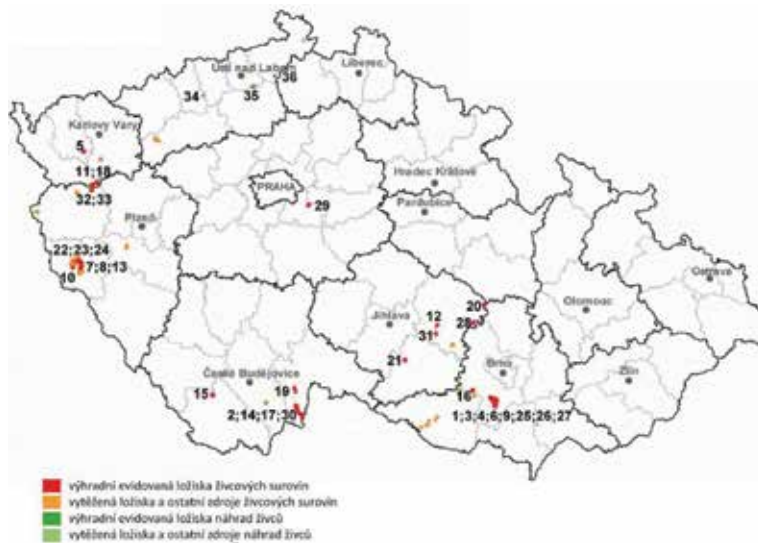 Ústí nad Labem
36
Liberec
34
35
Karlovy Vary
5
11;18
Hradec Králové
PRAHA
Pardubice
29
32;33
Plzeň
22;23;24
7;8;13
10
Ostrava
20
Olomouc
12
Jihlava
28
3
31
21
Brno
Zlín
České Budějovice
15
19
16
2;14;17;30
1;3;4;6;9;25;26;27
výhradní evidovaná ložiska živcových surovin
vytěžená ložiska a ostatní zdroje živcových surovin
výhradní evidovaná ložiska náhrad živců
vytěžená ložiska a ostatní zdroje náhrad živců